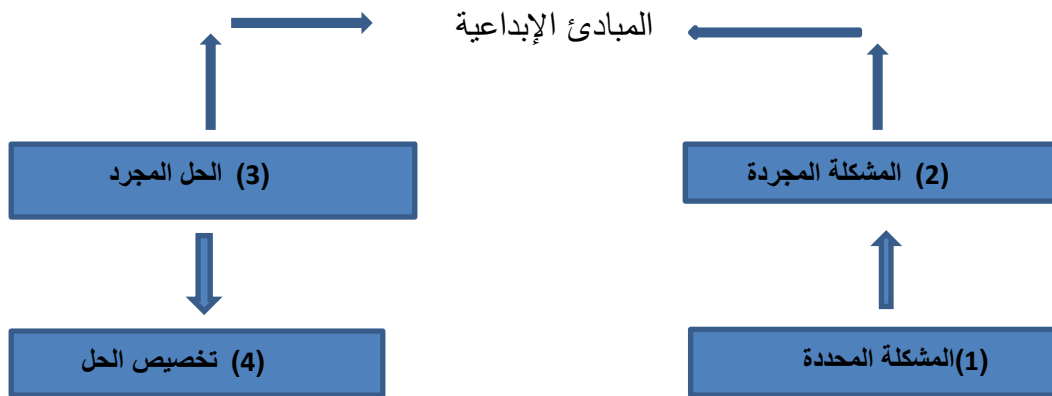 المبادئ الإبداعية
(2) المشكلة المجردة
(3) الحل المجرد
(1)المشكلة المحددة
(4) تخصيص الحل